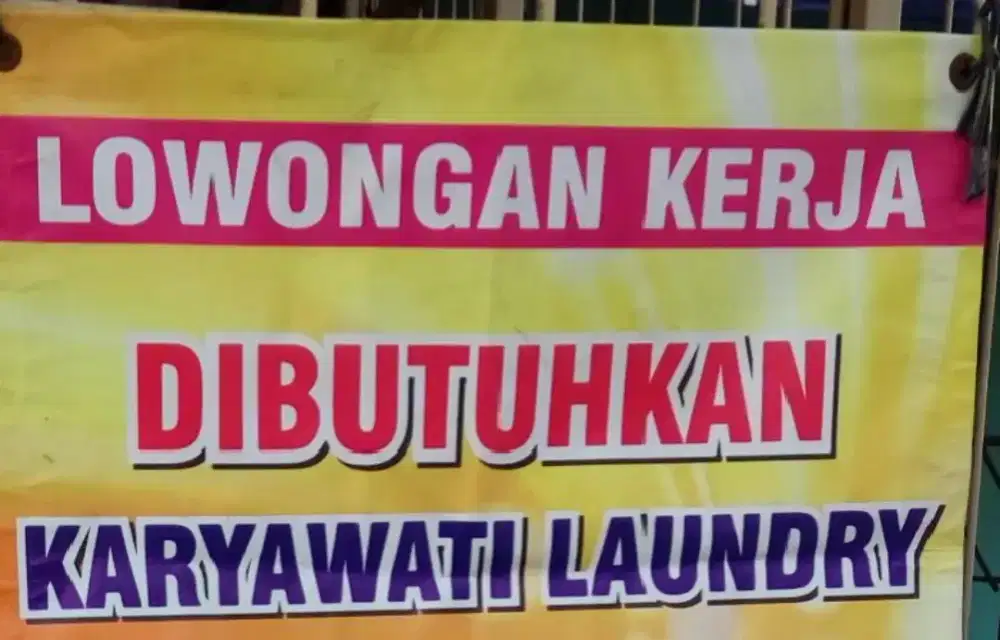 LOWONGAN KERJA
DIBUTUHKAN
KARYAWATI LAUNDRY